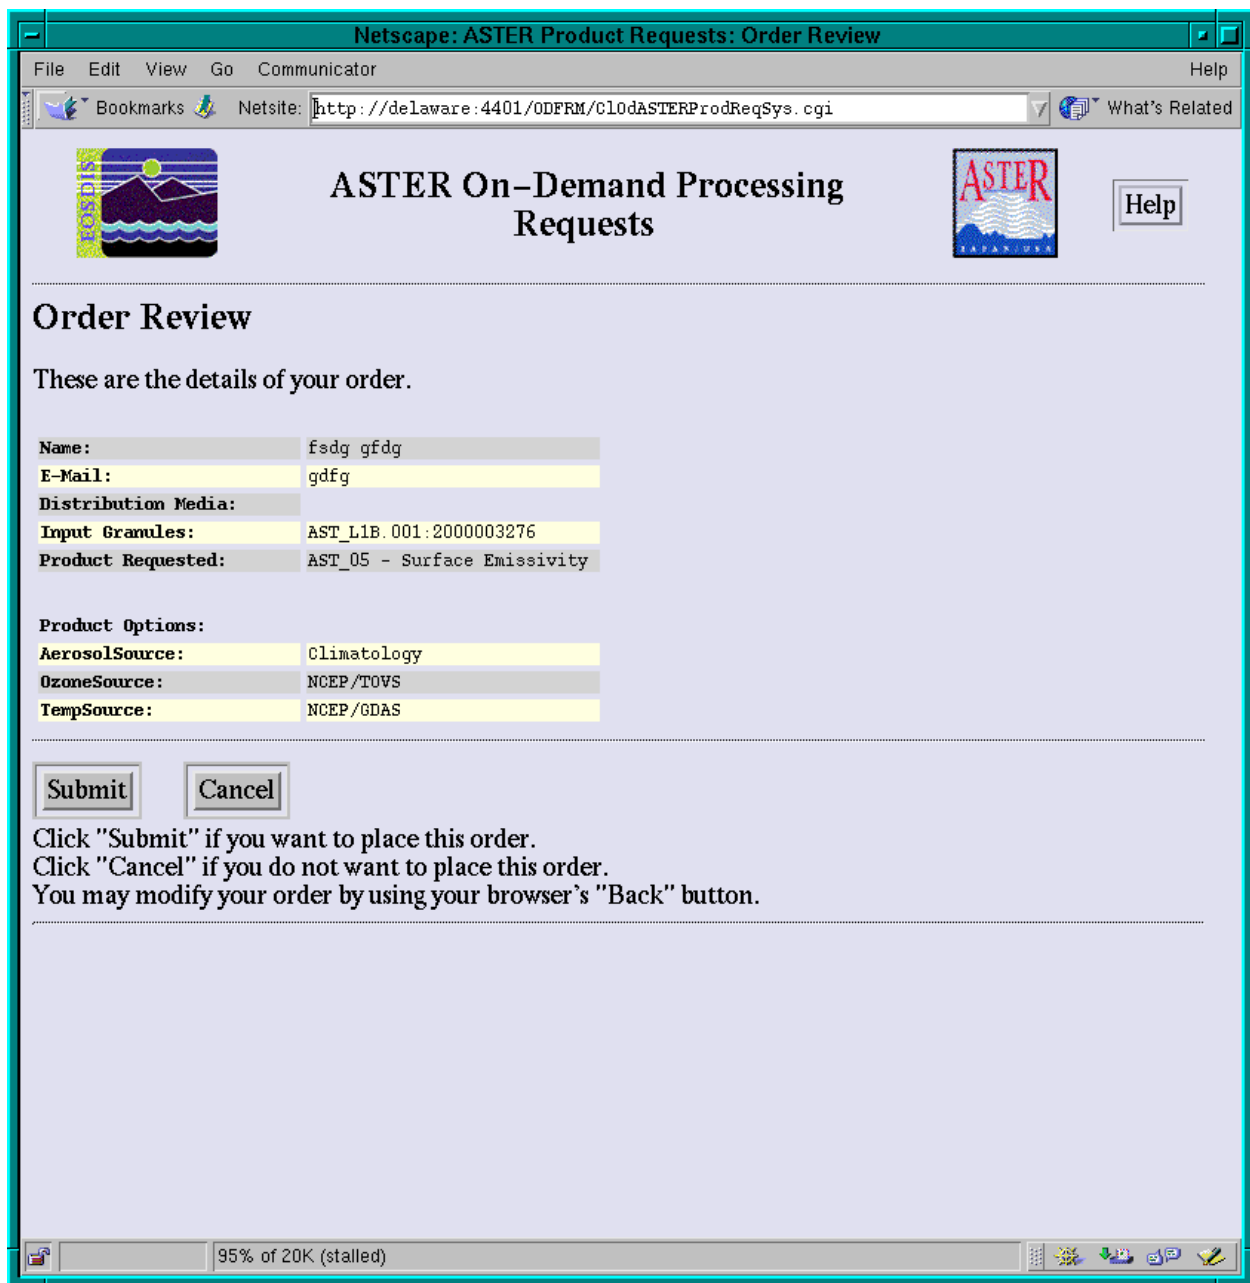 Netscape: ASTER Product Requests: Order Review
File Edit View Go Communicator Help
Bookmarks Netsite: http://delaware:4401/ODFRM/ClOdASTERProdReqSys.cgi What's Related
EOSDIS
ASTER On-Demand Processing
Requests
ASTER
JAPAN/USA
Help
Order Review
These are the details of your order.
Name: fsdg gfdg
E-Mail: gdfg
Distribution Media:
Input Granules: AST_L1B.001:2000003276
Product Requested: AST_05 - Surface Emissivity
Product Options:
AerosolSource: Climatology
OzoneSource: NCEP/TOVS
TempSource: NCEP/GDAS
Submit Cancel
Click "Submit" if you want to place this order.
Click "Cancel" if you do not want to place this order.
You may modify your order by using your browser's "Back" button.
95% of 20K (stalled)